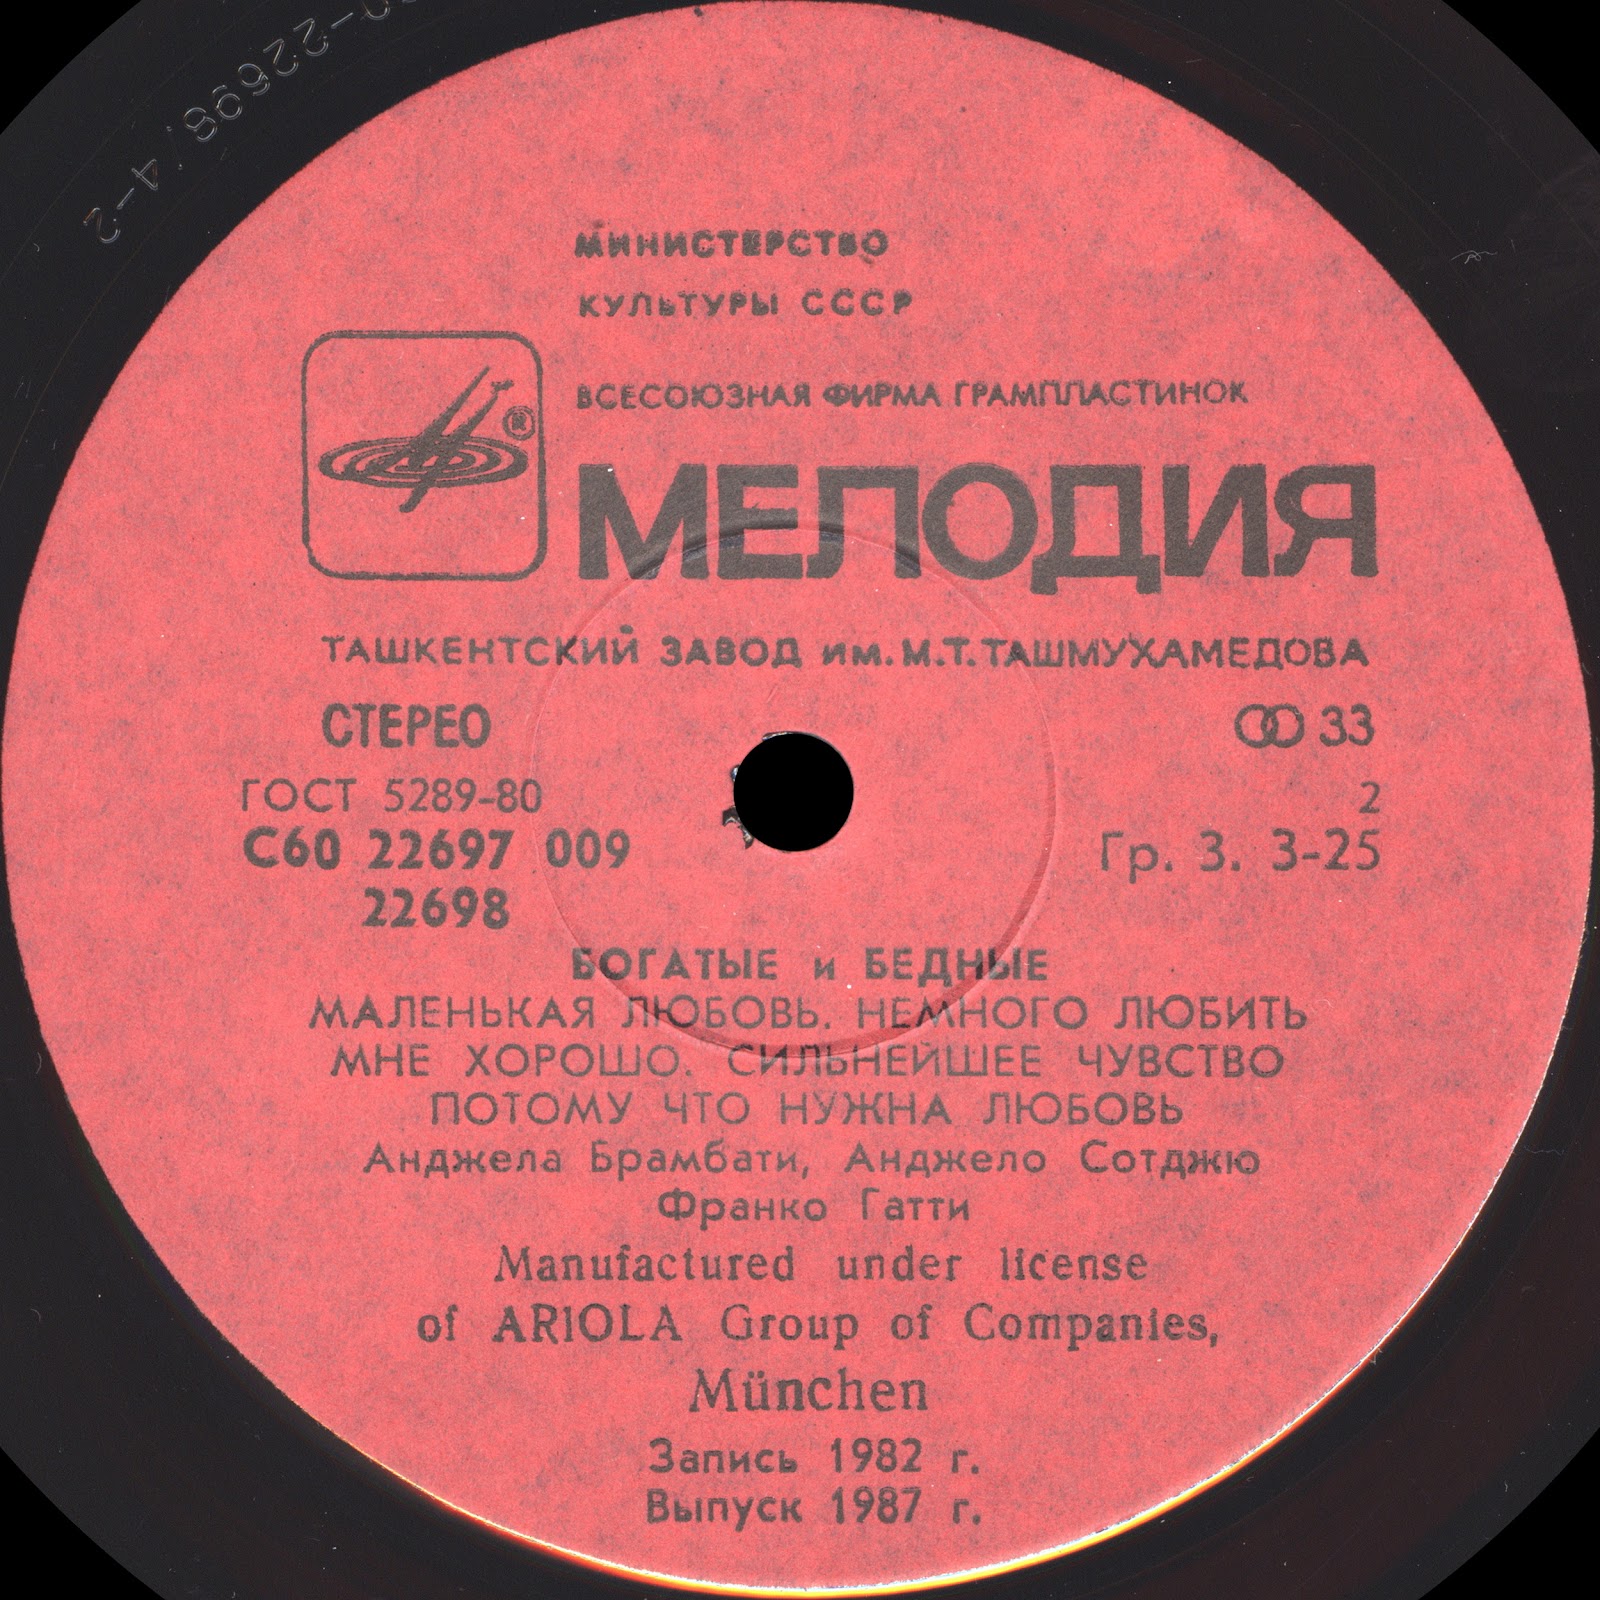 22698/4-2
МИНИСТЕРСТВО
КУЛЬТУРЫ СССР
ВСЕСОЮЗНАЯ ФИРМА ГРАМПЛАСТИНОК
®
МЕЛОДИЯ
ТАШКЕНТСКИЙ ЗАВОД им. М.Т. ТАШМУХАМЕДОВА
СТЕРЕО 33
ГОСТ 5289-80 2
С60 22697 009 Гр. 3. 3-25
22698
БОГАТЫЕ и БЕДНЫЕ
МАЛЕНЬКАЯ ЛЮБОВЬ. НЕМНОГО ЛЮБИТЬ
МНЕ ХОРОШО. СИЛЬНЕЙШЕЕ ЧУВСТВО
ПОТОМУ ЧТО НУЖНА ЛЮБОВЬ
Анджела Брамбати, Анджело Сотджю
Франко Гатти
Manufactured under license
of ARIOLA Group of Companies,
München
Запись 1982 г.
Выпуск 1987 г.